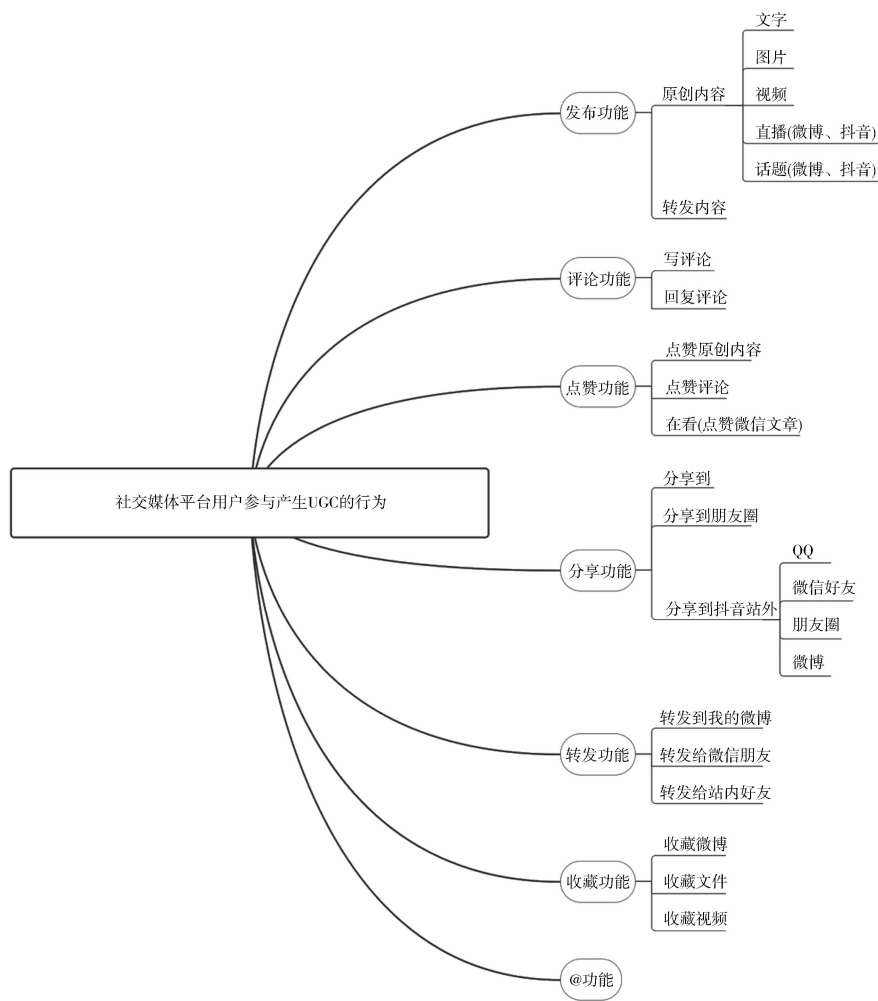 社交媒体平台用户参与产生UGC的行为
发布功能
原创内容
文字
图片
视频
直播(微博、抖音)
话题(微博、抖音)
转发内容
评论功能
写评论
回复评论
点赞功能
点赞原创内容
点赞评论
在看(点赞微信文章)
分享功能
分享到
分享到朋友圈
分享到抖音站外
QQ
微信好友
朋友圈
微博
转发功能
转发到我的微博
转发给微信朋友
转发给站内好友
收藏功能
收藏微博
收藏文件
收藏视频
@功能